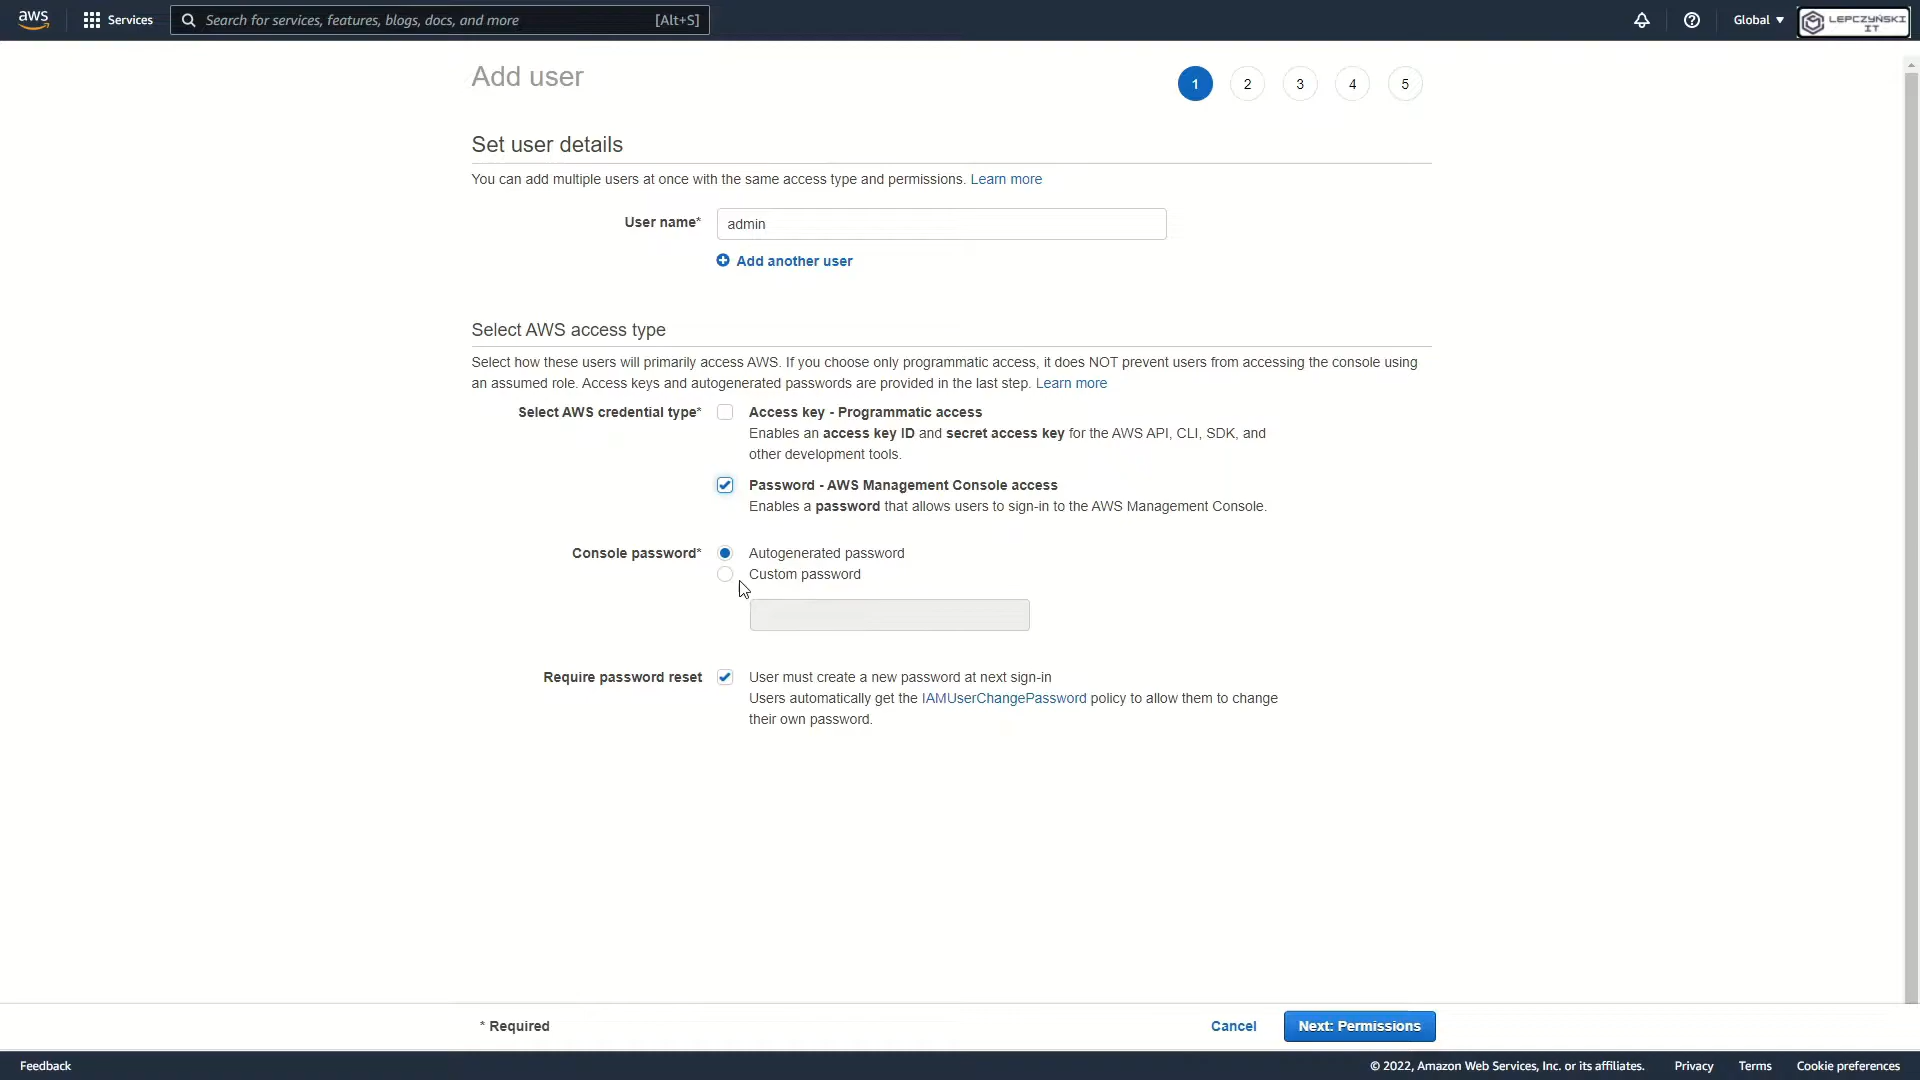 aws
Services
Search for services, features, blogs, docs, and more
[Alt+S]
Global
LEPCZYŃSKI
IT
Add user
1
2
3
4
5
Set user details
You can add multiple users at once with the same access type and permissions. Learn more
User name*
admin
Add another user
Select AWS access type
Select how these users will primarily access AWS. If you choose only programmatic access, it does NOT prevent users from accessing the console using
an assumed role. Access keys and autogenerated passwords are provided in the last step. Learn more
Select AWS credential type*
Access key - Programmatic access
Enables an access key ID and secret access key for the AWS API, CLI, SDK, and
other development tools.
Password - AWS Management Console access
Enables a password that allows users to sign-in to the AWS Management Console.
Console password*
Autogenerated password
Custom password
Require password reset
User must create a new password at next sign-in
Users automatically get the IAMUserChangePassword policy to allow them to change
their own password.
* Required
Cancel
Next: Permissions
Feedback
© 2022, Amazon Web Services, Inc. or its affiliates.
Privacy
Terms
Cookie preferences